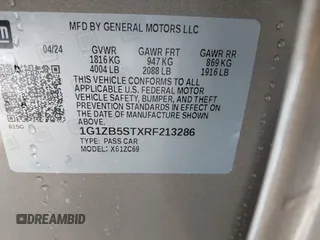 gm
MFD BY GENERAL MOTORS LLC
04/24 GVWR GAWR FRT GAWR RR
1816 KG 947 KG 869 KG
4004 LB 2088 LB 1916 LB
THIS VEHICLE CONFORMS TO ALL
APPLICABLE U.S. FEDERAL MOTOR
VEHICLE SAFETY, BUMPER, AND THEFT
PREVENTION STANDARDS IN EFFECT
ON THE DATE OF MANUFACTURE SHOWN
ABOVE.
1G1ZB5STXRF213286
TYPE: PASS CAR
MODEL: X61ZC69
815G
DREAMBID